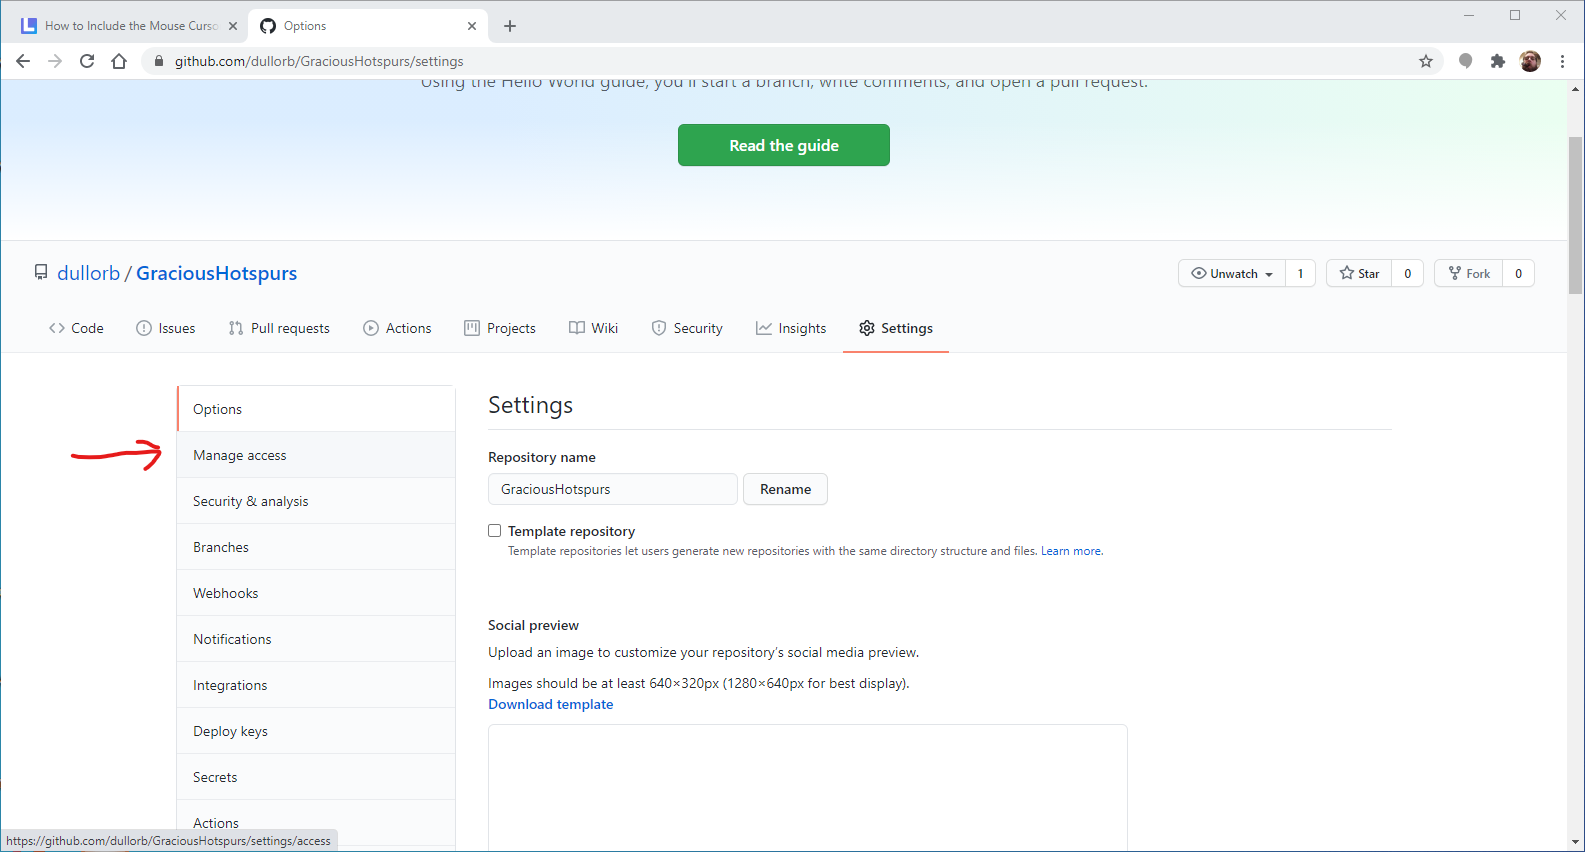 How to Include the Mouse Curso
Options
github.com/dullorb/GraciousHotspurs/settings
Using the Hello World guide, you'll start a branch, write comments, and open a pull request.
Read the guide
dullorb / GraciousHotspurs
Unwatch 1 Star 0 Fork 0
Code Issues Pull requests Actions Projects Wiki Security Insights Settings
Options
Manage access
Security & analysis
Branches
Webhooks
Notifications
Integrations
Deploy keys
Secrets
Actions
Settings
Repository name
GraciousHotspurs Rename
Template repository
Template repositories let users generate new repositories with the same directory structure and files. Learn more.
Social preview
Upload an image to customize your repository's social media preview.
Images should be at least 640×320px (1280×640px for best display).
Download template
https://github.com/dullorb/GraciousHotspurs/settings/access